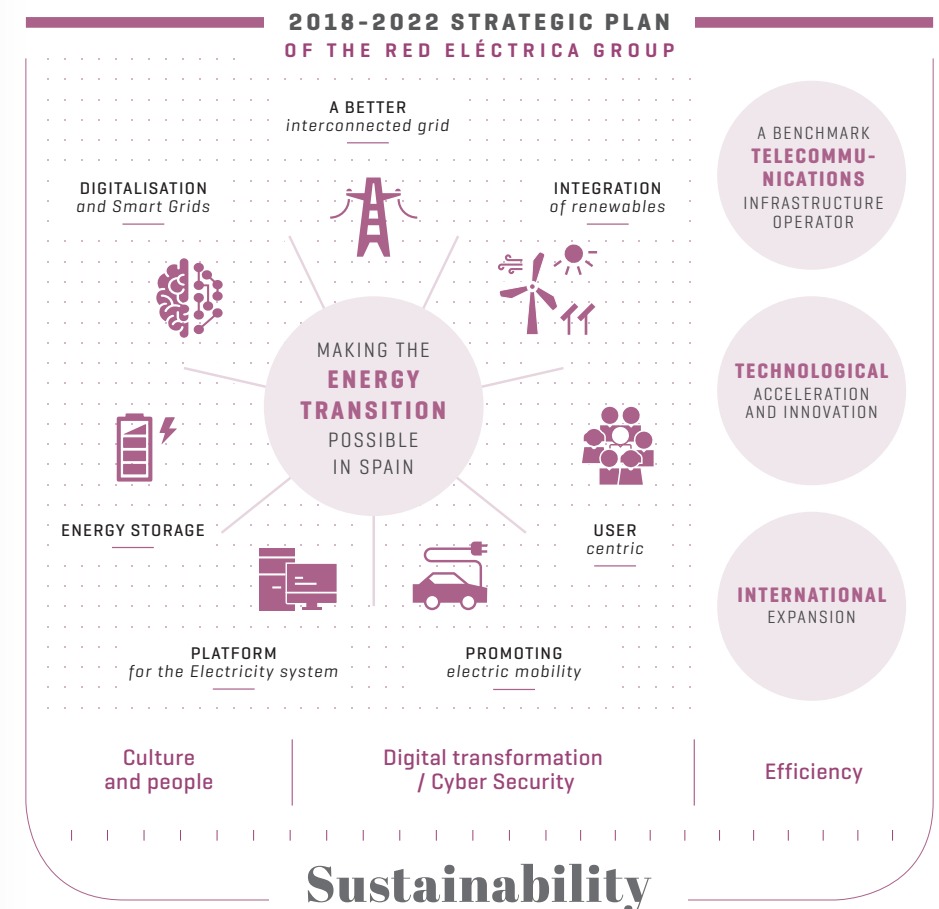 2018-2022 STRATEGIC PLAN
OF THE RED ELÉCTRICA GROUP
A BETTER
interconnected grid
DIGITALISATION
and Smart Grids
INTEGRATION
of renewables
MAKING THE
ENERGY
TRANSITION
POSSIBLE
IN SPAIN
ENERGY STORAGE
USER
centric
PLATFORM
for the Electricity system
PROMOTING
electric mobility
A BENCHMARK
TELECOMMU-
NICATIONS
INFRASTRUCTURE
OPERATOR
TECHNOLOGICAL
ACCELERATION
AND INNOVATION
INTERNATIONAL
EXPANSION
Culture
and people
Digital transformation
/ Cyber Security
Efficiency
Sustainability